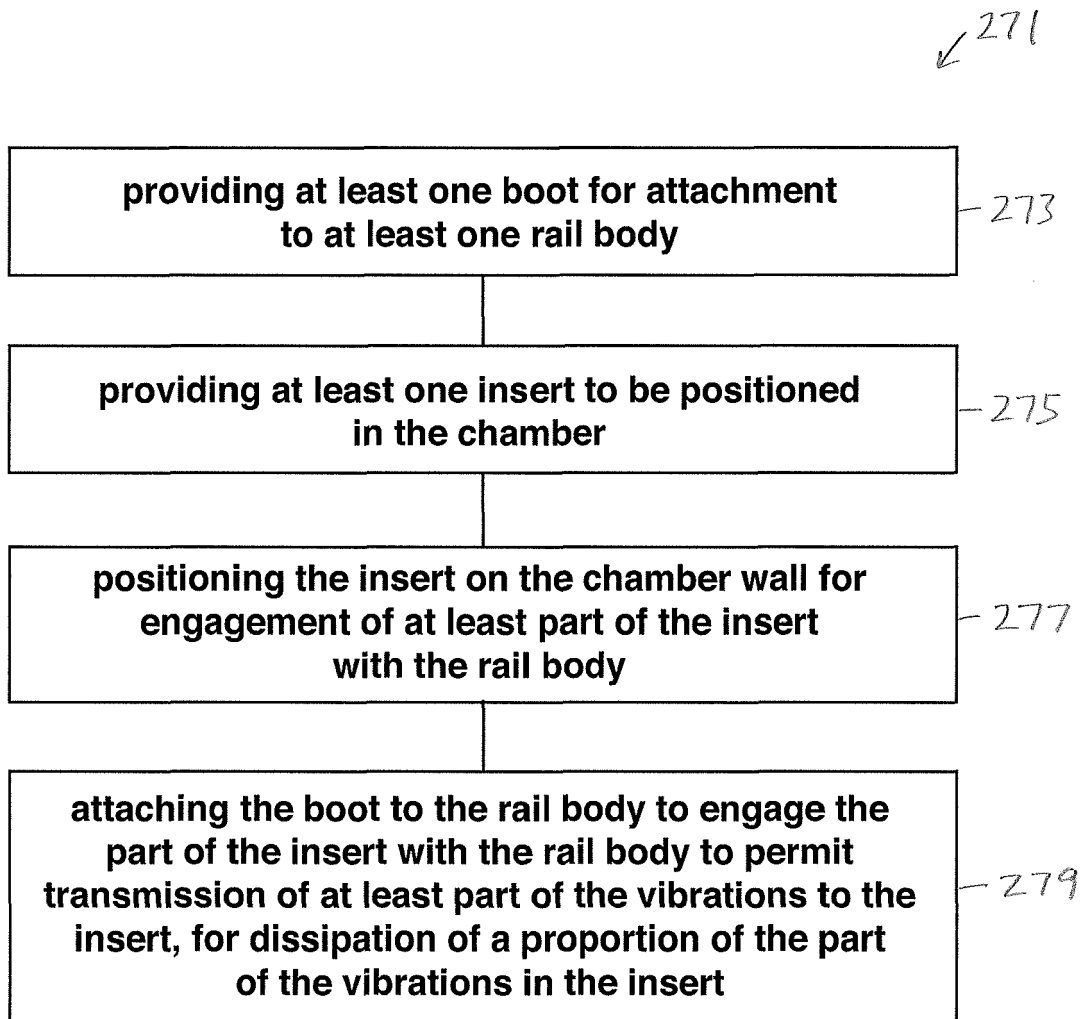 271
providing at least one boot for attachment
to at least one rail body
273
providing at least one insert to be positioned
in the chamber
275
positioning the insert on the chamber wall for
engagement of at least part of the insert
with the rail body
277
attaching the boot to the rail body to engage the
part of the insert with the rail body to permit
transmission of at least part of the vibrations to the
insert, for dissipation of a proportion of the part
of the vibrations in the insert
279